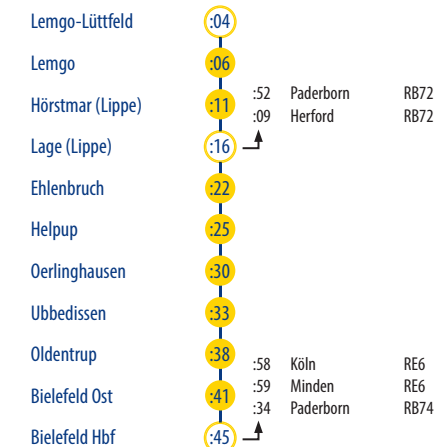 Lemgo-Lüttfeld :04
Lemgo :06
:52 Paderborn RB72
Hörstmar (Lippe) :11
:09 Herford RB72
Lage (Lippe) :16
Ehlenbruch :22
Helpup :25
Oerlinghausen :30
Ubbedissen :33
Oldentrup :38
:58 Köln RE6
:59 Minden RE6
Bielefeld Ost :41
:34 Paderborn RB74
Bielefeld Hbf :45